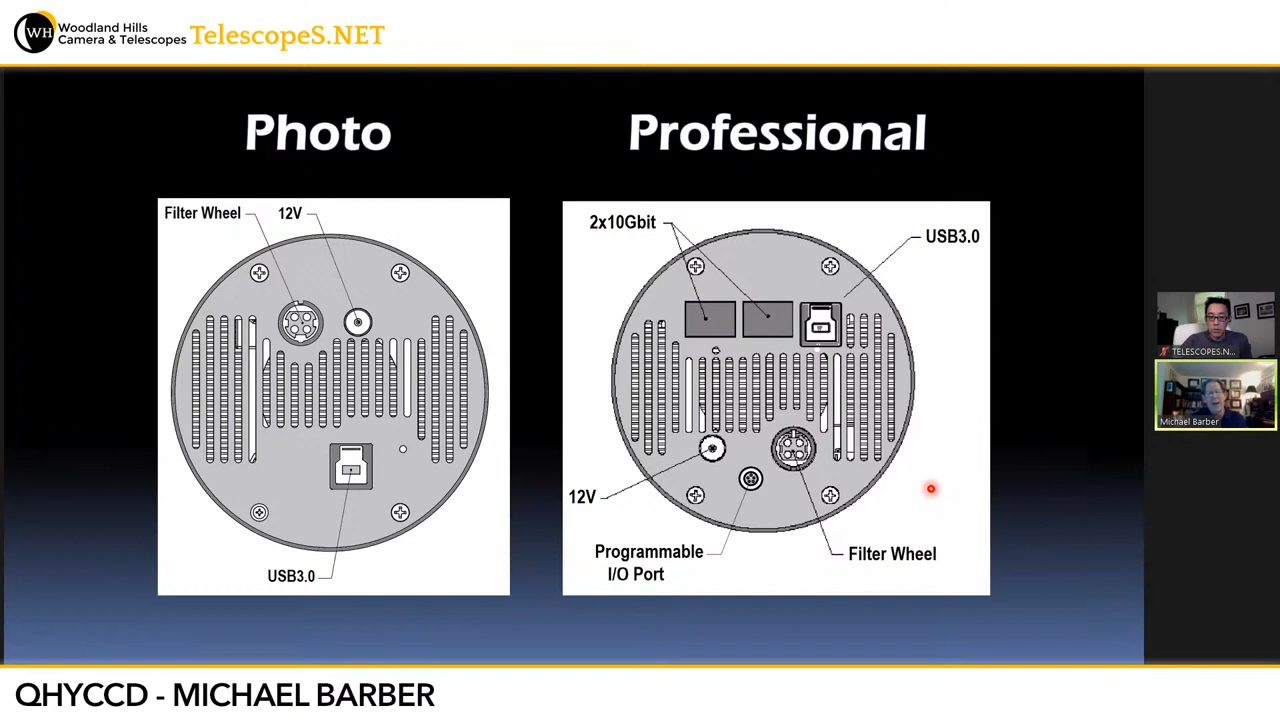 WH
Woodland Hills
Camera & Telescopes
TelescopeS.NET
Photo
Professional
Filter Wheel
12V
USB3.0
2x10Gbit
USB3.0
12V
Programmable
I/O Port
Filter Wheel
TELESCOPES.N...
Michael Barber
QHYCCD - MICHAEL BARBER